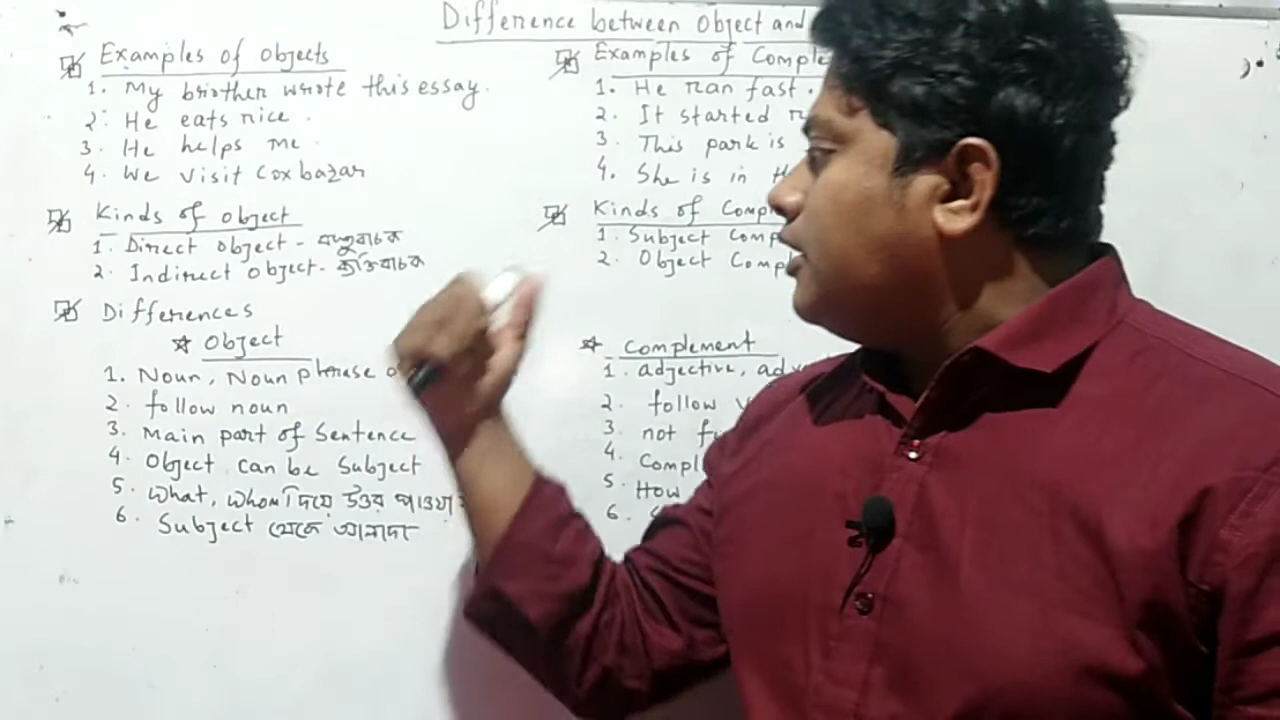 Difference between Object and
Examples of Objects
1. My brother wrote this essay.
2. He eats rice.
3. He helps me.
4. We visit Coxbazar
Kinds of object
1. Direct object - বস্তুবাচক
2. Indirect object - ব্যক্তিবাচক
Differences
Object
1. Noun, Noun phrase
2. follow noun
3. Main part of Sentence
4. Object can be Subject
5. What, whom দিয়ে উত্তর পাওয়া
6. Subject থেকে আলাদা
Examples of Comple
1. He ran fast.
2. It started
3. This park is
4. She is in
Kinds of Comp
1. Subject Comp
2. Object Compl
Complement
1. adjective, adv
2. follow
3. not
4. Compl
5. How
6.